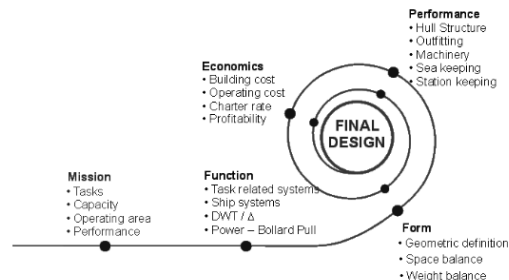 Performance
• Hull Structure
• Outfitting
• Machinery
• Sea keeping
• Station keeping
Economics
• Building cost
• Operating cost
• Charter rate
• Profitability
FINAL
DESIGN
Mission
• Tasks
• Capacity
• Operating area
• Performance
Function
• Task related systems
• Ship systems
• DWT / Δ
• Power – Bollard Pull
Form
• Geometric definition
• Space balance
• Weight balance